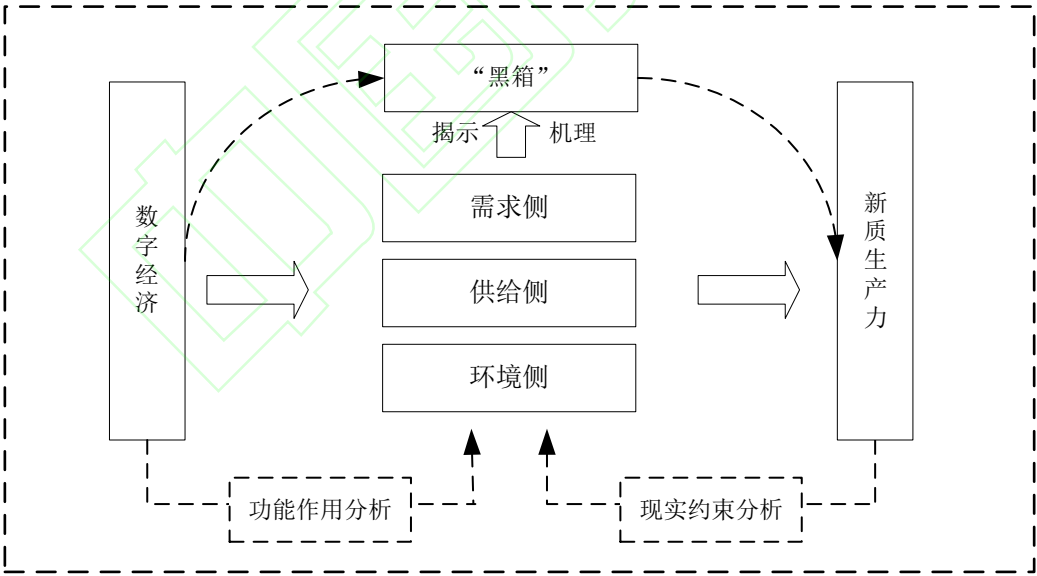 “黑箱”
揭示 机理
数字经济
需求侧
供给侧
环境侧
新质生产力
功能作用分析
现实约束分析